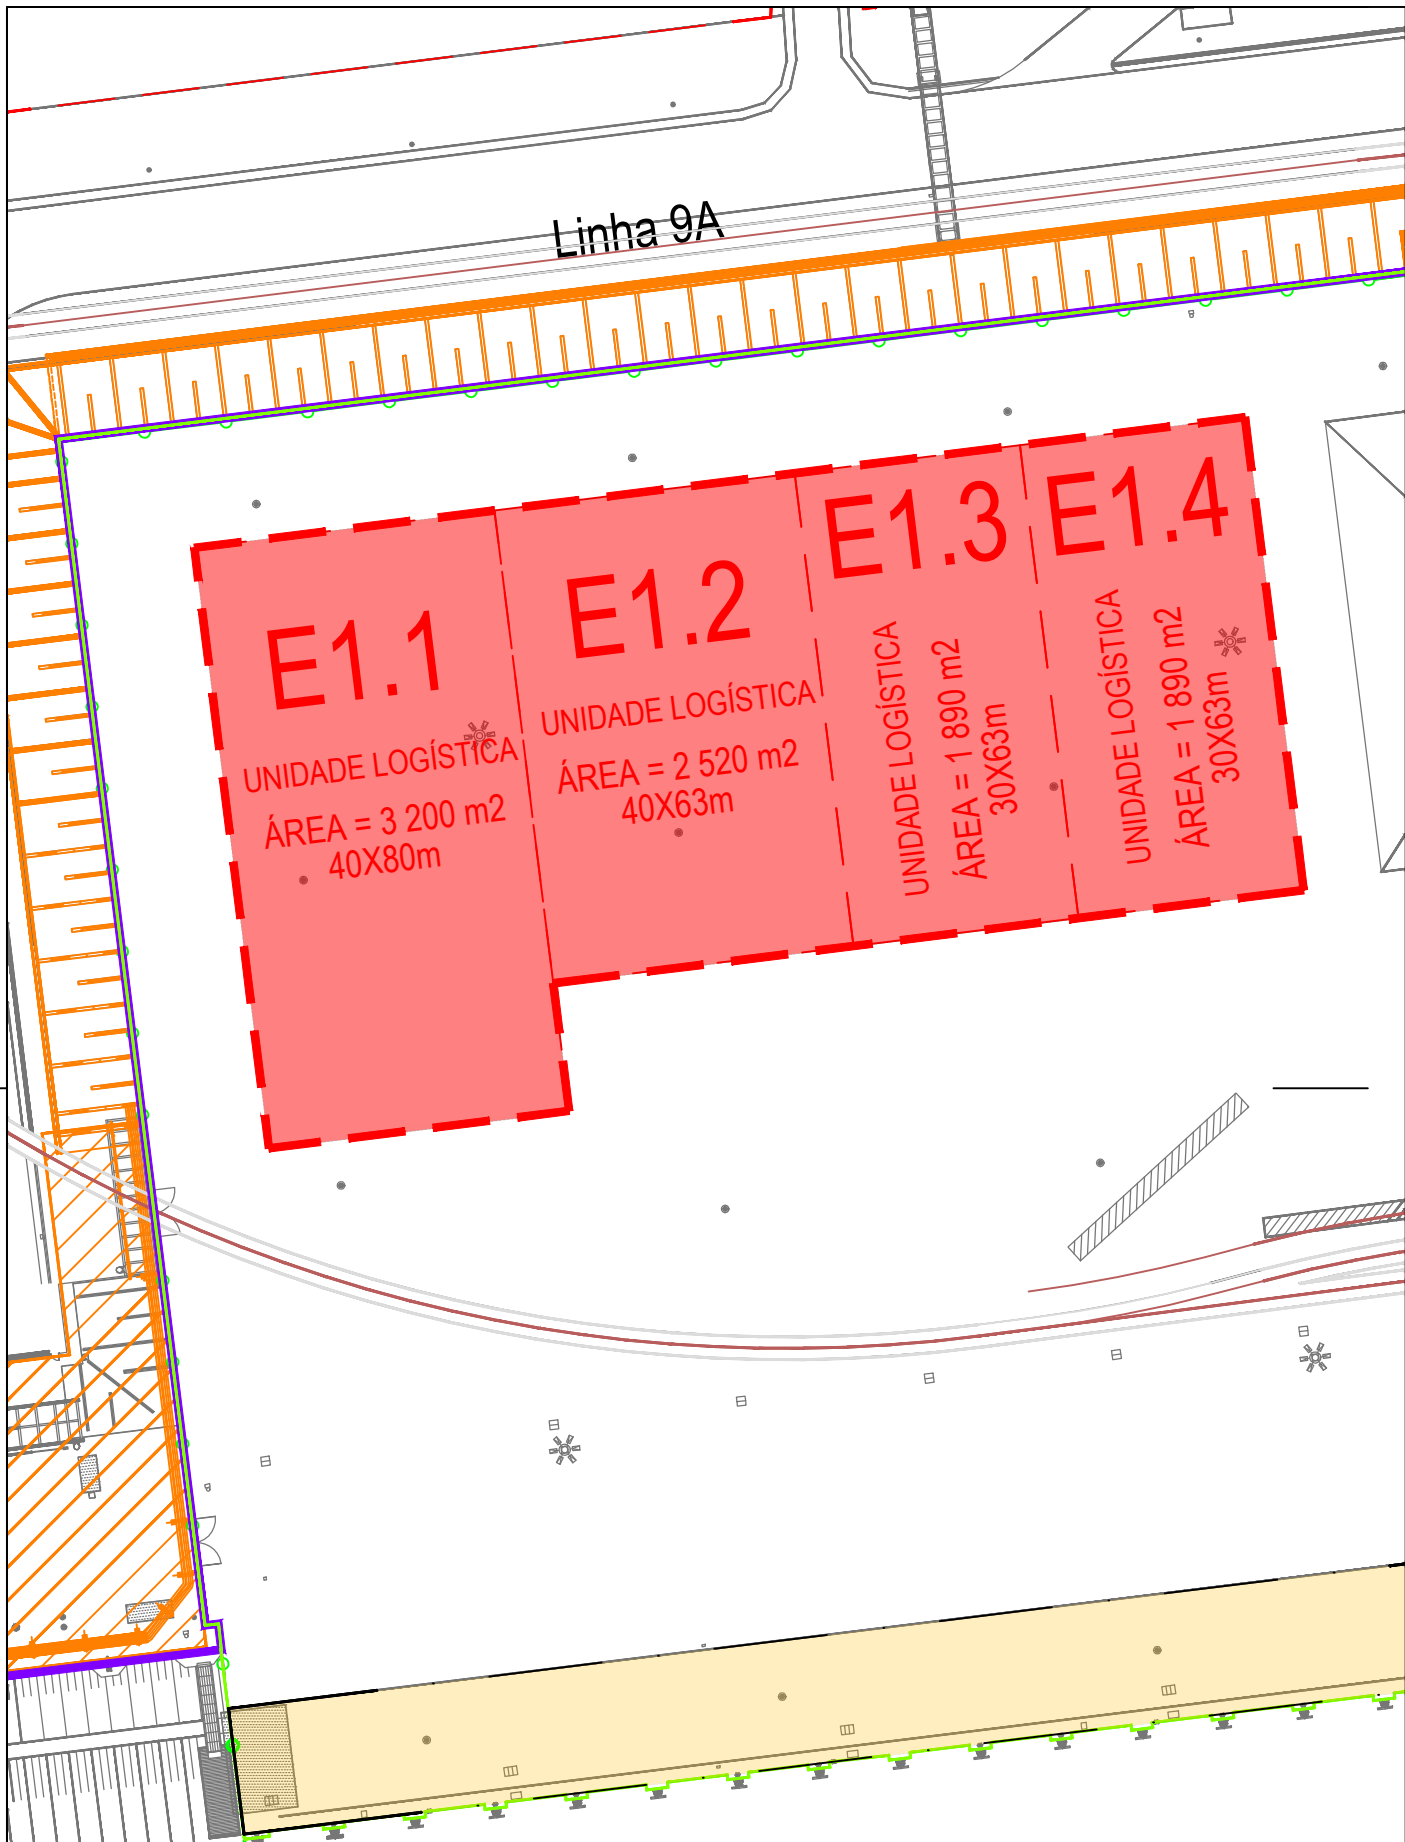 Linha 9A
E1.1
UNIDADE LOGÍSTICA
ÁREA = 3 200 m2
40X80m
E1.2
UNIDADE LOGÍSTICA
ÁREA = 2 520 m2
40X63m
E1.3
UNIDADE LOGÍSTICA
ÁREA = 1 890 m2
30X63m
E1.4
UNIDADE LOGÍSTICA
ÁREA = 1 890 m2
30X63m